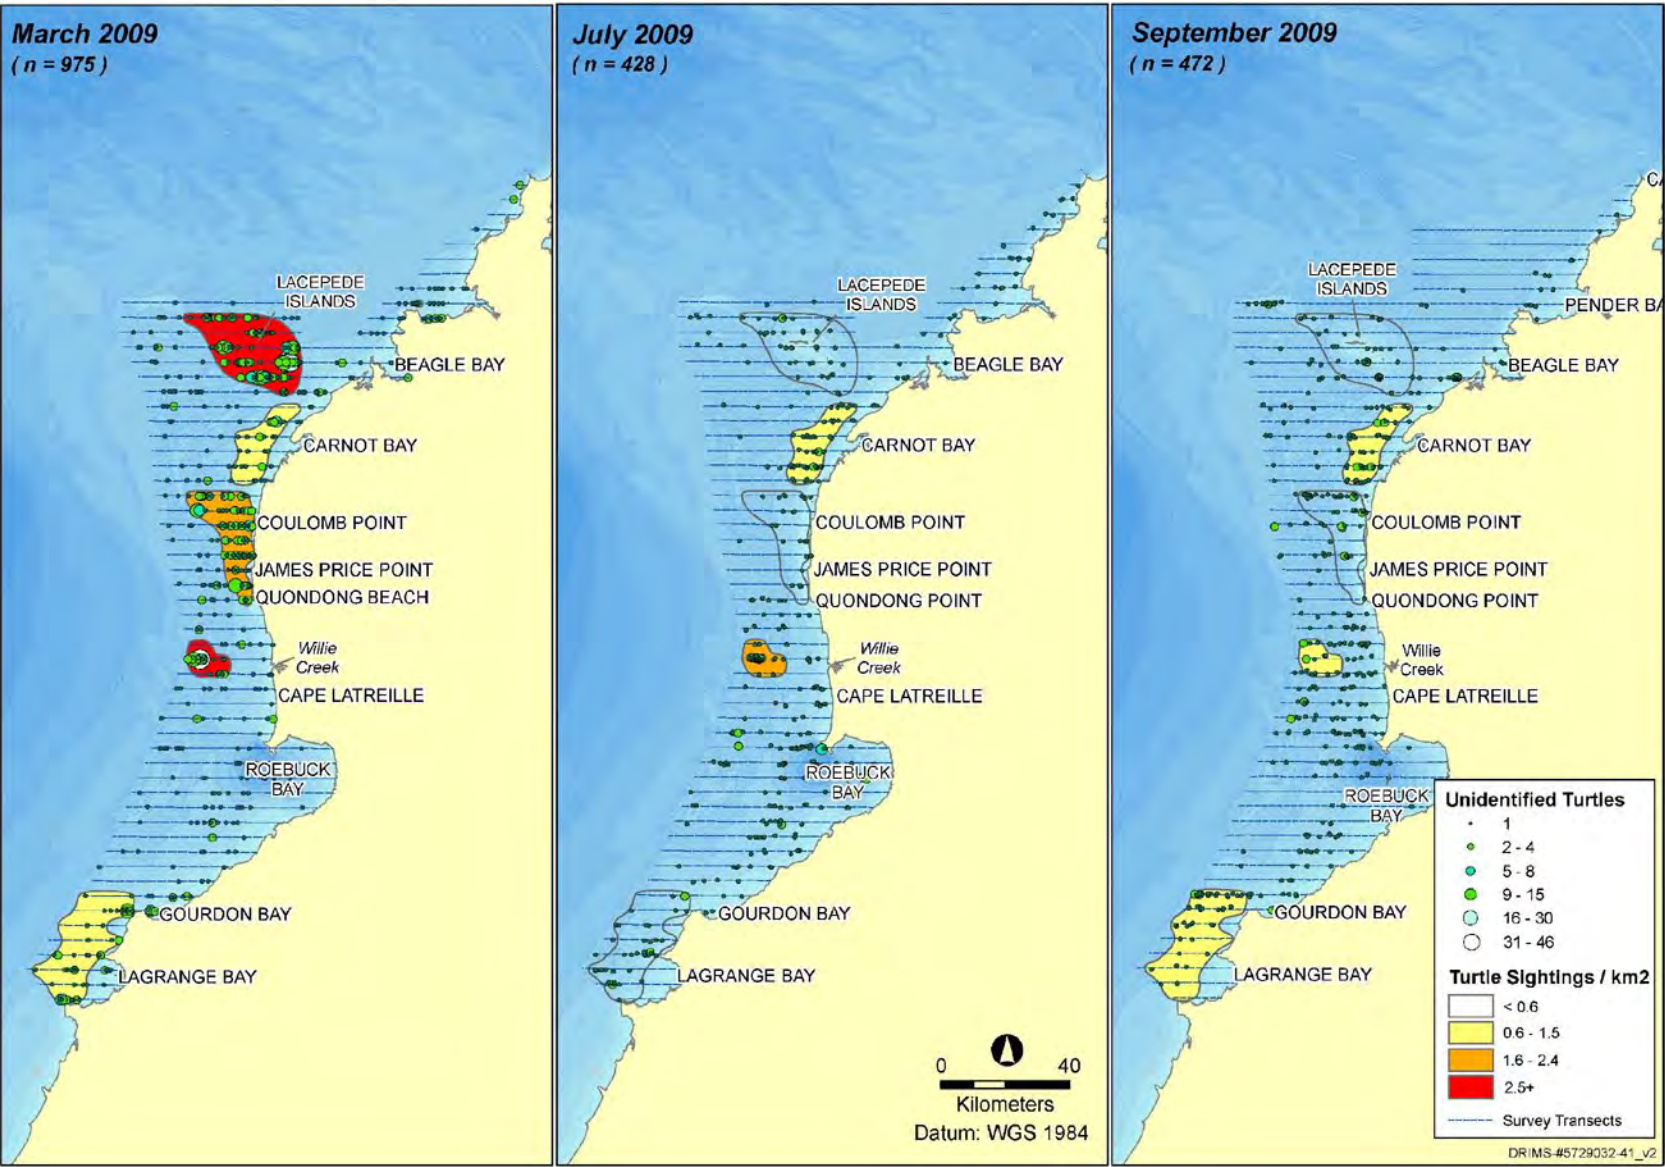 March 2009
( n = 975 )
LACEPEDE
ISLANDS
BEAGLE BAY
CARNOT BAY
COULOMB POINT
JAMES PRICE POINT
QUONDONG BEACH
Willie
Creek
CAPE LATREILLE
ROEBUCK
BAY
GOURDON BAY
LAGRANGE BAY
July 2009
( n = 428 )
LACEPEDE
ISLANDS
BEAGLE BAY
CARNOT BAY
COULOMB POINT
JAMES PRICE POINT
QUONDONG POINT
Willie
Creek
CAPE LATREILLE
ROEBUCK
BAY
GOURDON BAY
LAGRANGE BAY
0 40
Kilometers
Datum: WGS 1984
September 2009
( n = 472 )
CA
LACEPEDE
ISLANDS
PENDER BA
BEAGLE BAY
CARNOT BAY
COULOMB POINT
JAMES PRICE POINT
QUONDONG POINT
Willie
Creek
CAPE LATREILLE
ROEBUCK
BAY
GOURDON BAY
LAGRANGE BAY
Unidentified Turtles
1
2 - 4
5 - 8
9 - 15
16 - 30
31 - 46
Turtle Sightings / km2
< 0.6
0.6 - 1.5
1.6 - 2.4
2.5+
Survey Transects
DRIMS-#5729032-41_v2